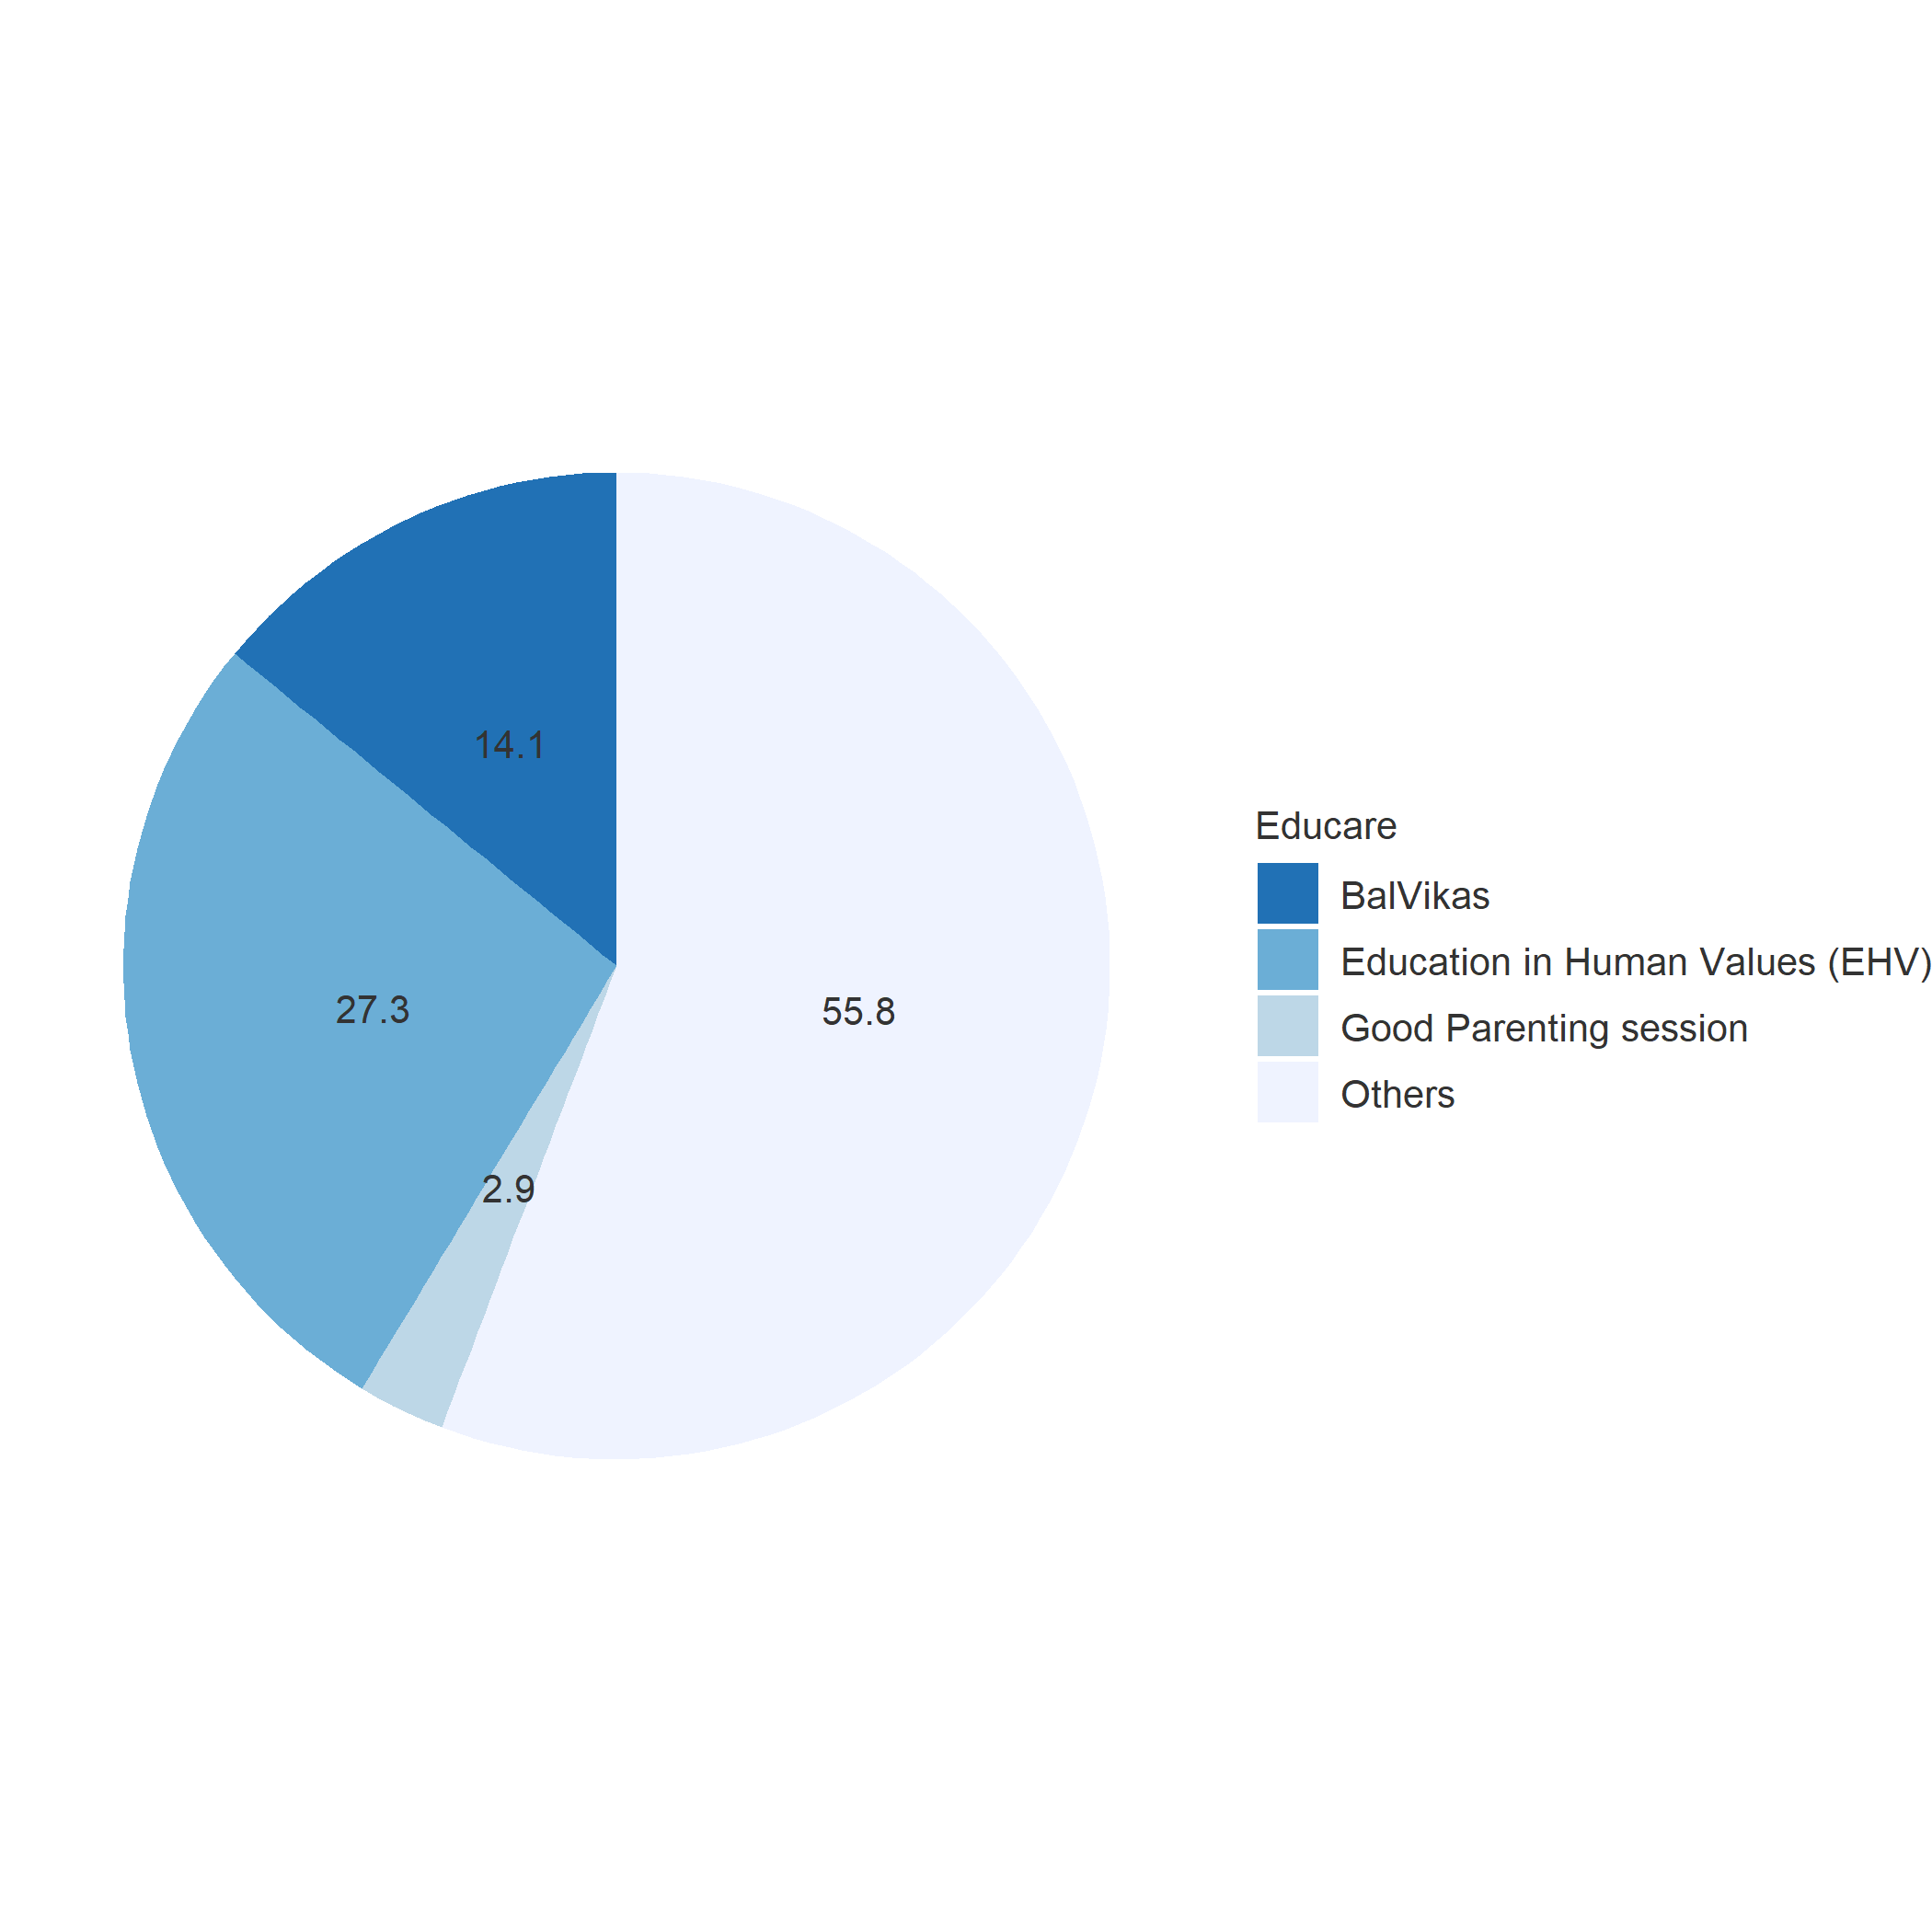 14.1
27.3
55.8
2.9
Educare
BalVikas
Education in Human Values (EHV)
Good Parenting session
Others